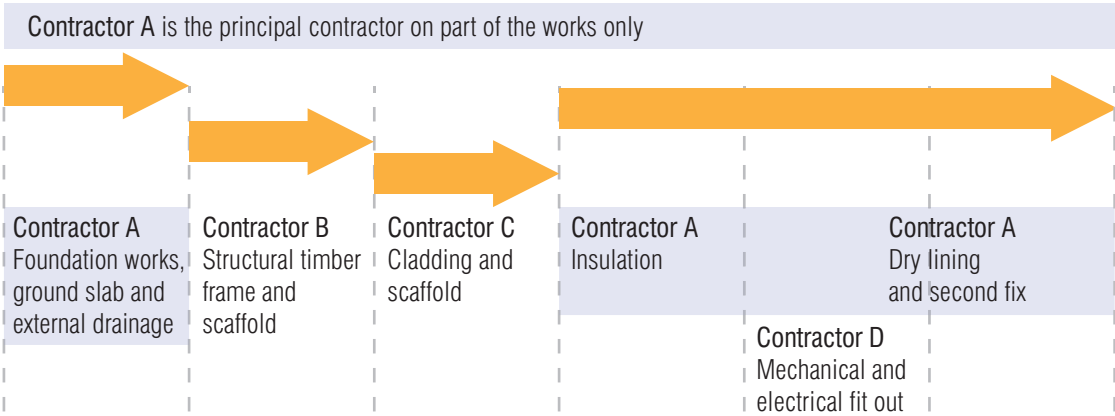 Contractor A is the principal contractor on part of the works only
Contractor A
Foundation works,
ground slab and
external drainage
Contractor B
Structural timber
frame and
scaffold
Contractor C
Cladding and
scaffold
Contractor A
Insulation
Contractor D
Mechanical and
electrical fit out
Contractor A
Dry lining
and second fix